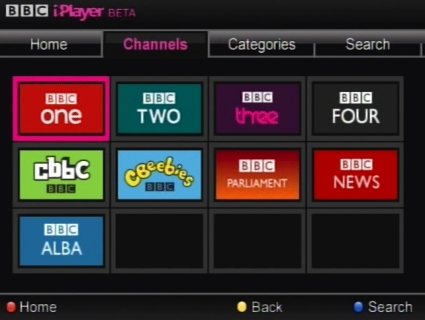 BBC iPlayer BETA
Home Channels Categories Search
BBC one
BBC TWO
BBC three
BBC FOUR
cbbc BBC
CBeebies BBC
BBC PARLIAMENT
BBC NEWS
BBC ALBA
Home Back Search